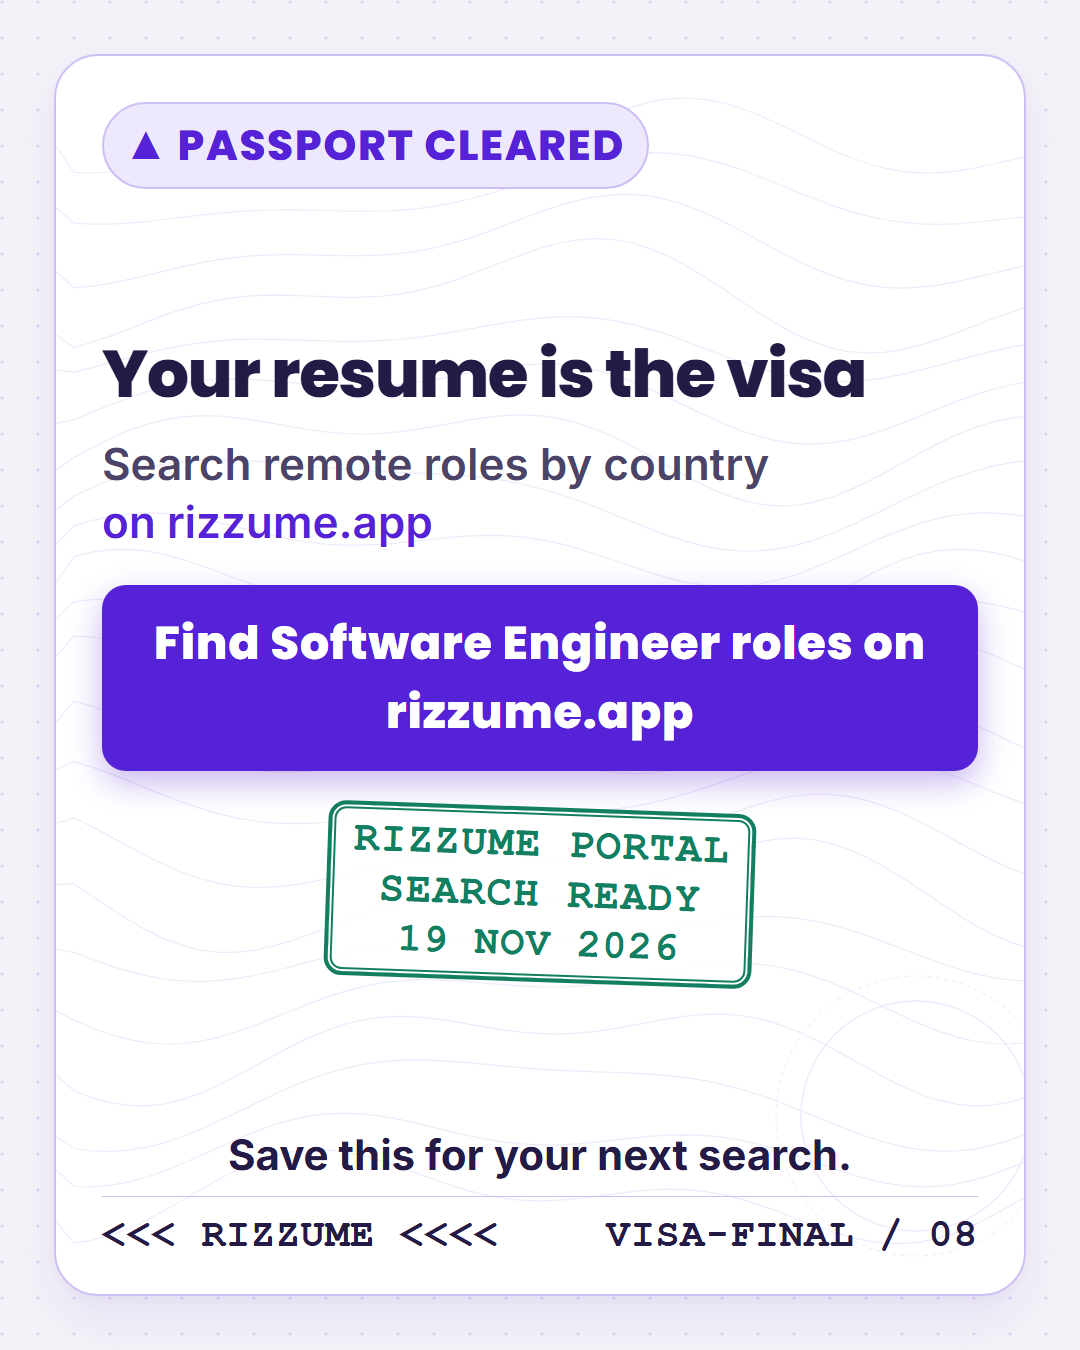 ▲ PASSPORT CLEARED
Your resume is the visa
Search remote roles by country
on rizzume.app
Find Software Engineer roles on
rizzume.app
RIZZUME PORTAL
SEARCH READY
19 NOV 2026
Save this for your next search.
<<< RIZZUME <<<< VISA-FINAL / 08